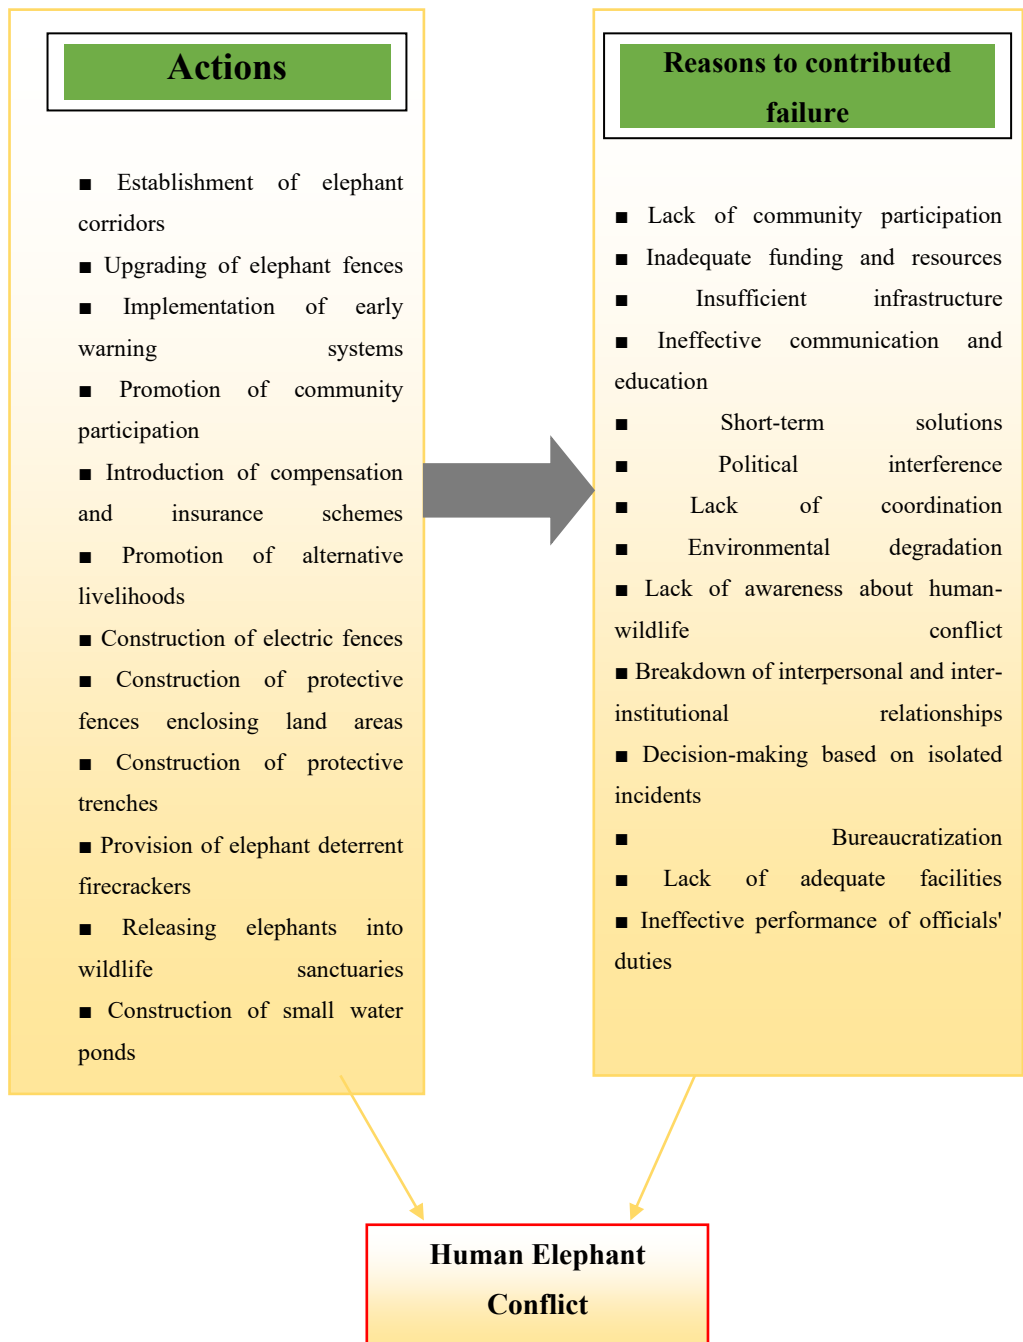 Actions
■ Establishment of elephant
corridors
■ Upgrading of elephant fences
■ Implementation of early
warning systems
■ Promotion of community
participation
■ Introduction of compensation
and insurance schemes
■ Promotion of alternative
livelihoods
■ Construction of electric fences
■ Construction of protective
fences enclosing land areas
■ Construction of protective
trenches
■ Provision of elephant deterrent
firecrackers
■ Releasing elephants into
wildlife sanctuaries
■ Construction of small water
ponds
Reasons to contributed
failure
■ Lack of community participation
■ Inadequate funding and resources
■ Insufficient infrastructure
■ Ineffective communication and
education
■ Short-term solutions
■ Political interference
■ Lack of coordination
■ Environmental degradation
■ Lack of awareness about human-
wildlife conflict
■ Breakdown of interpersonal and inter-
institutional relationships
■ Decision-making based on isolated
incidents
■ Bureaucratization
■ Lack of adequate facilities
■ Ineffective performance of officials'
duties
Human Elephant
Conflict